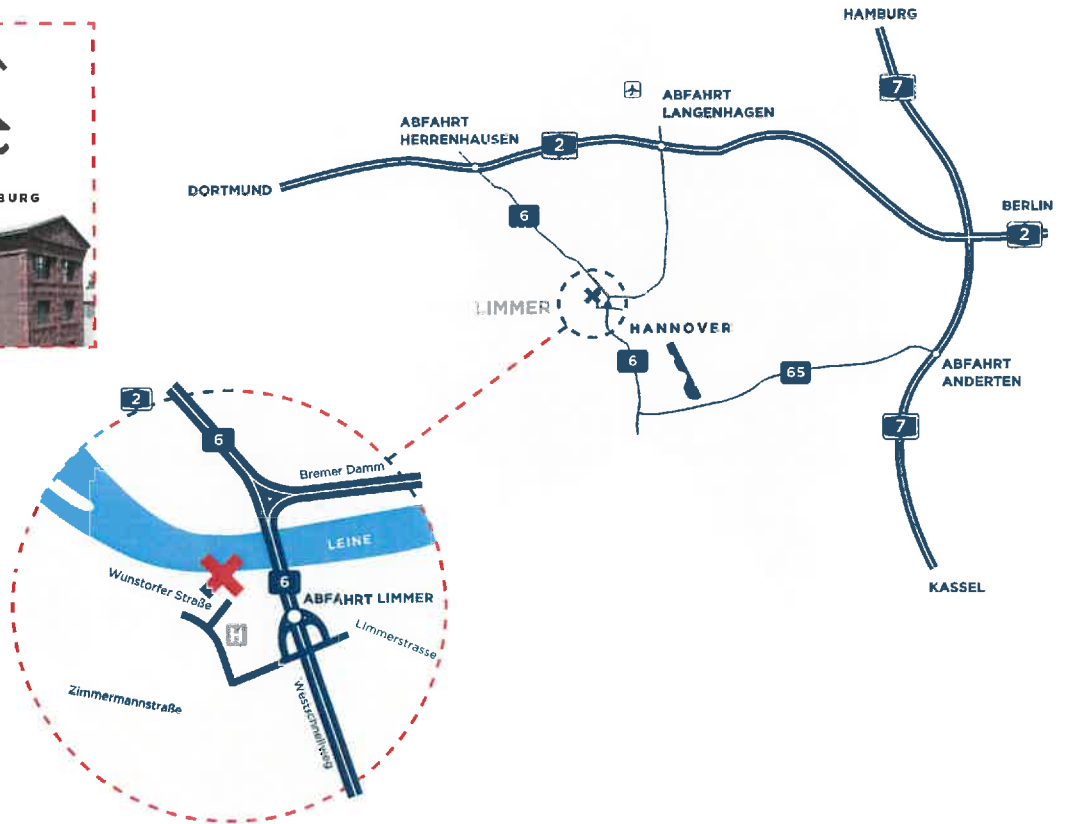 HAMBURG
7
ABFAHRT
LANGENHAGEN
ABFAHRT
HERRENHAUSEN
2
DORTMUND
BURG
6
BERLIN
2
LIMMER
HANNOVER
6
65
ABFAHRT
ANDERTEN
7
KASSEL
2
6
Bremer Damm
LEINE
Wunstorfer Straße
6
ABFAHRT LIMMER
H
Limmerstrasse
Zimmermannstraße
Westschnellweg